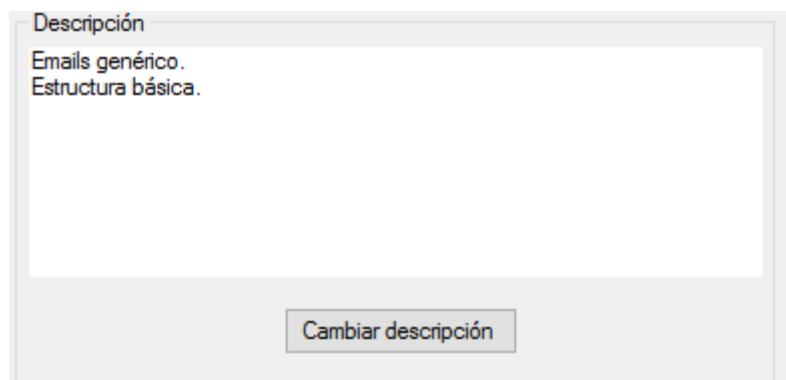 Descripción
Emails genérico.
Estructura básica.
Cambiar descripción